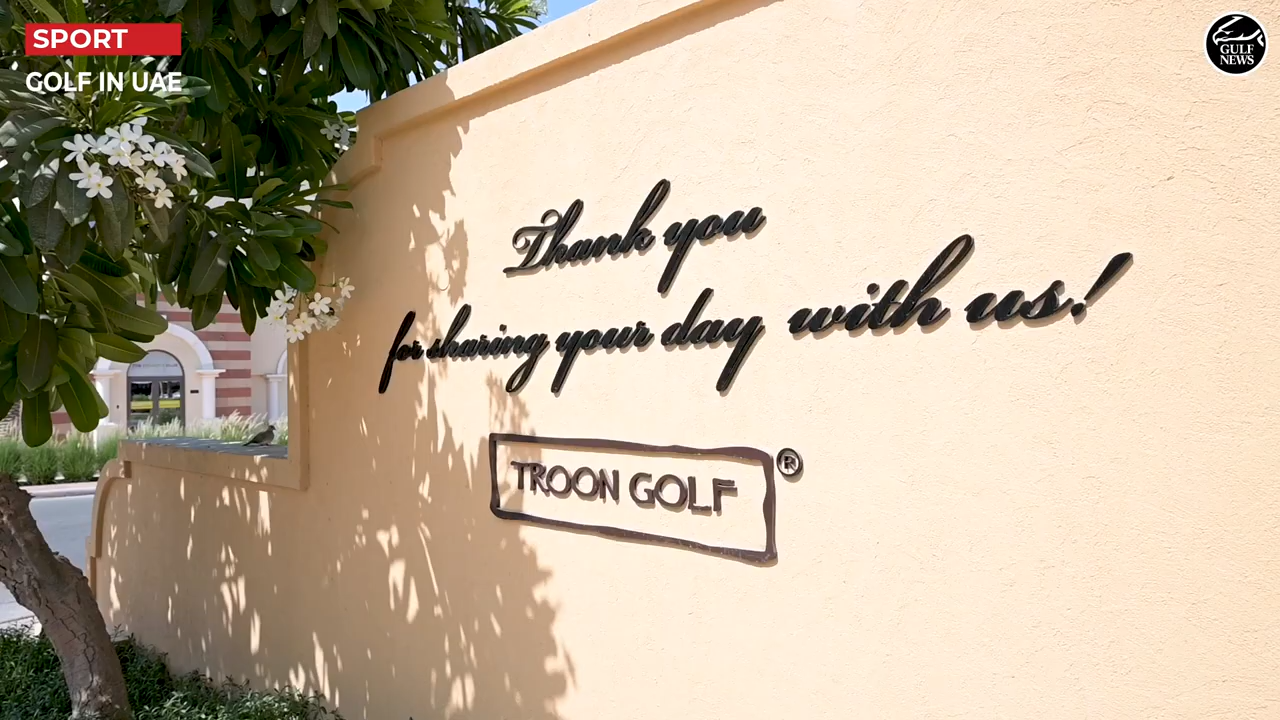 SPORT
GOLF IN UAE
GULF
NEWS
Thank you
for sharing your day with us!
TROON GOLF ®